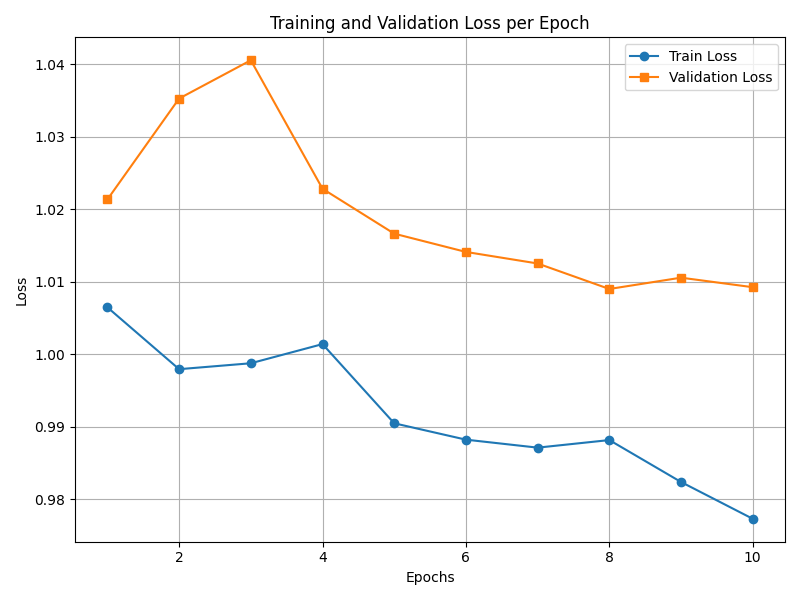 Training and Validation Loss per Epoch
Train Loss
Validation Loss
1.04
1.03
1.02
1.01
1.00
0.99
0.98
Loss
2
4
6
8
10
Epochs